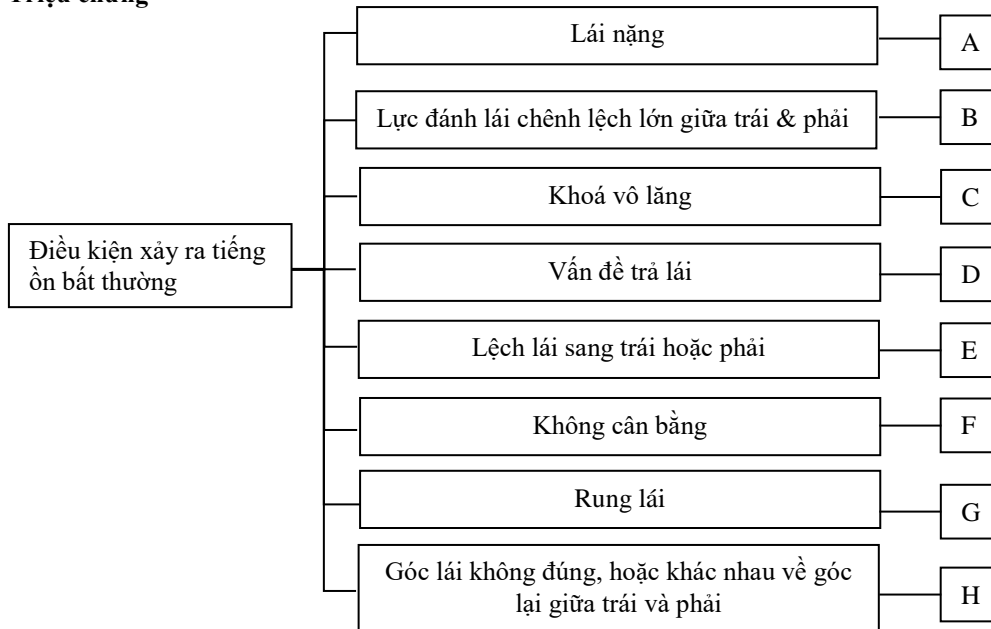 Triệu chứng
Lái nặng
A
Lực đánh lái chênh lệch lớn giữa trái & phải
B
Khoá vô lăng
C
Điều kiện xảy ra tiếng
ồn bất thường
Vấn đề trả lái
D
Lệch lái sang trái hoặc phải
E
Không cân bằng
F
Rung lái
G
Góc lái không đúng, hoặc khác nhau về góc
lại giữa trái và phải
H